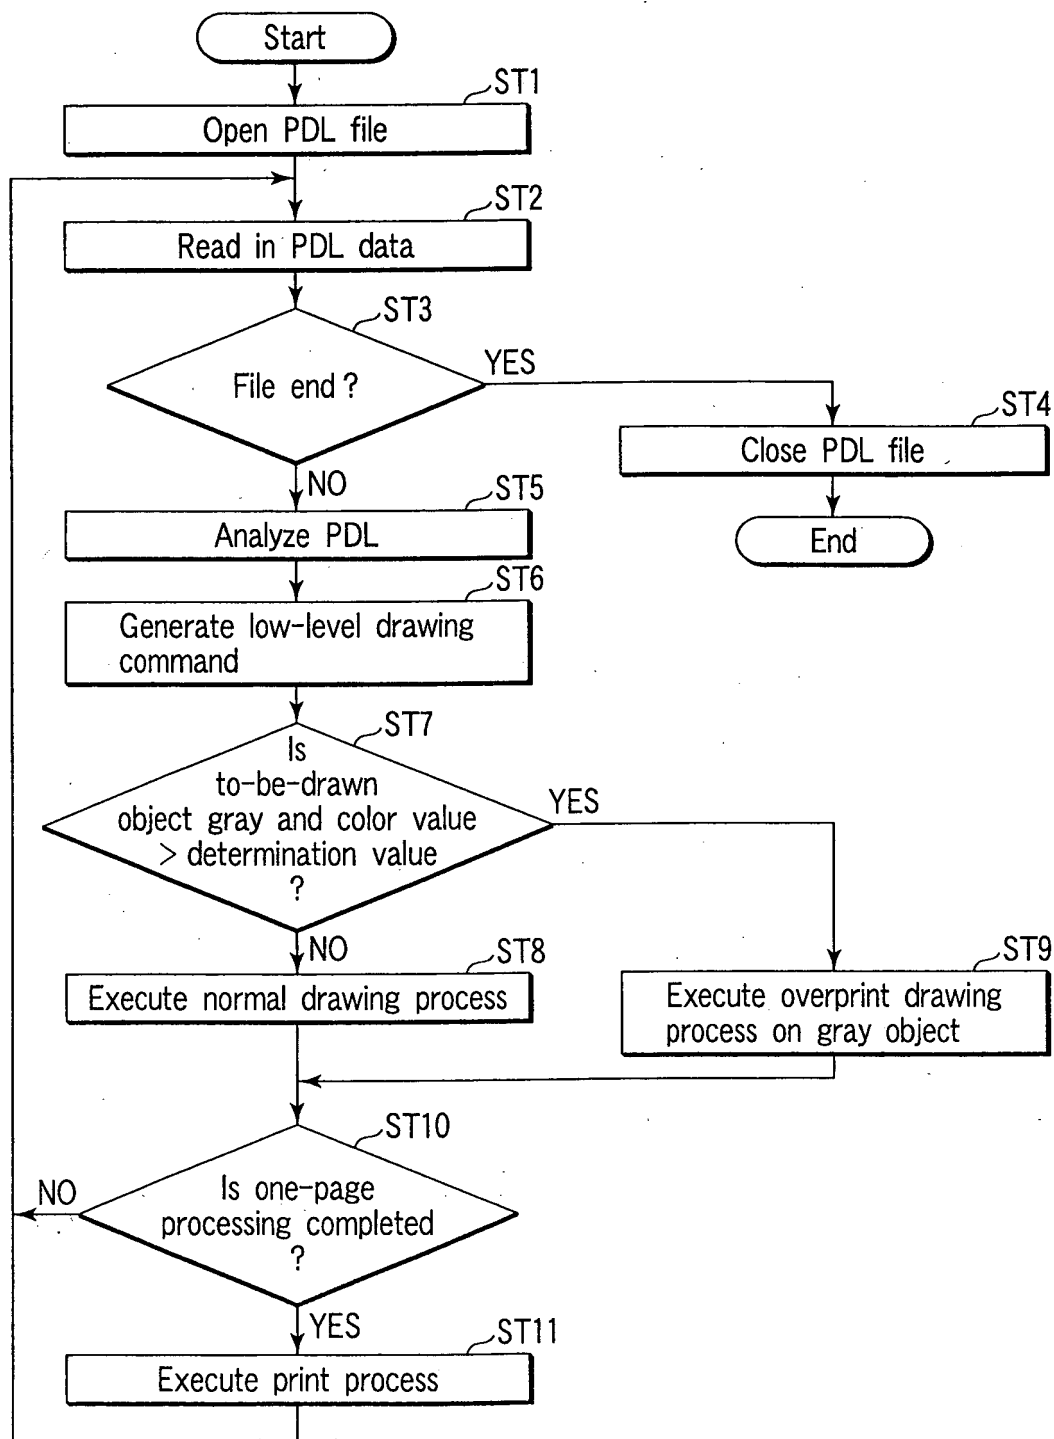 Start
ST1
Open PDL file
ST2
Read in PDL data
ST3
File end ?
YES
ST4
Close PDL file
NO
ST5
Analyze PDL
End
ST6
Generate low-level drawing
command
ST7
Is
to-be-drawn
object gray and color value
> determination value
?
YES
NO
ST8
Execute normal drawing process
ST9
Execute overprint drawing
process on gray object
ST10
NO
Is one-page
processing completed
?
YES
ST11
Execute print process